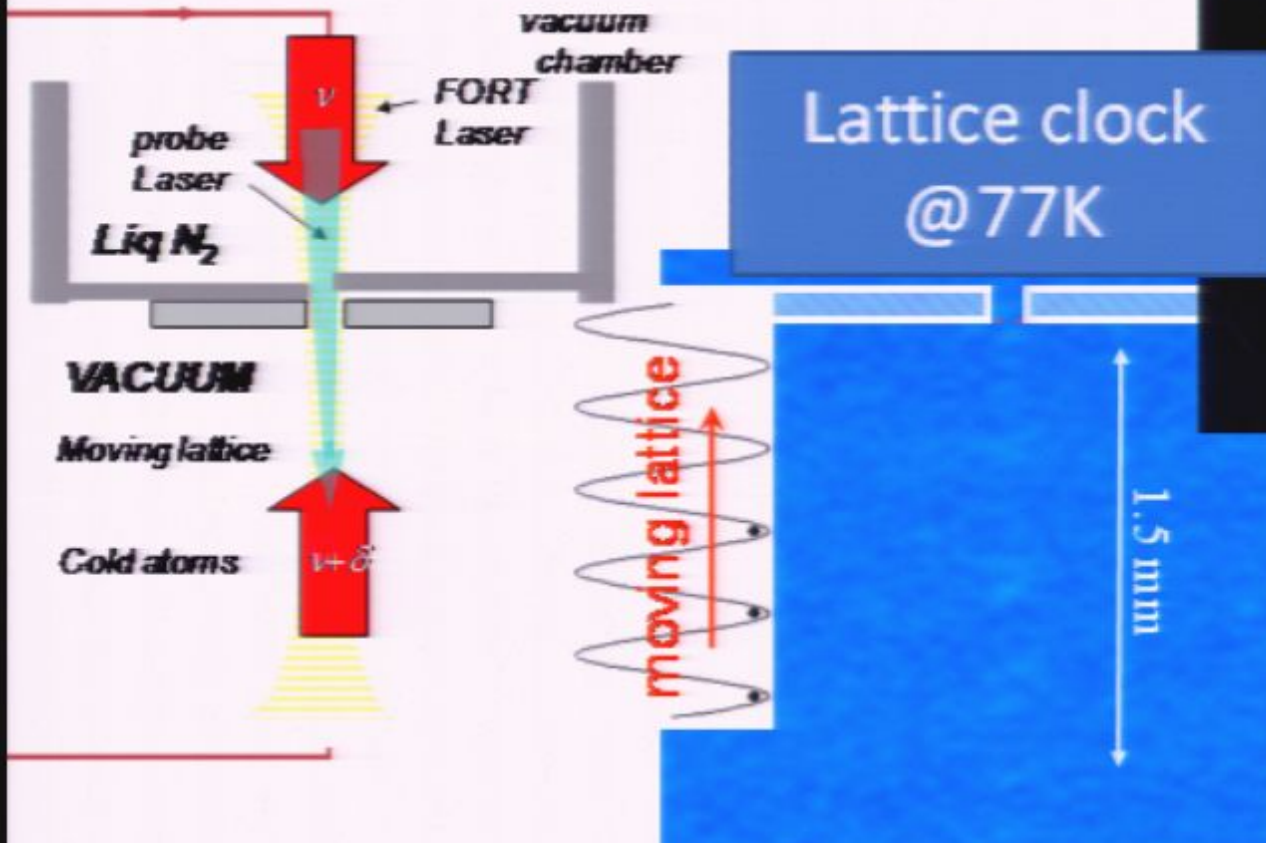 vacuum
chamber
ν
FORT
Laser
probe
Laser
Liq N₂
VACUUM
Moving lattice
Cold atoms
ν+δ
moving lattice
Lattice clock
@77K
1.5 mm